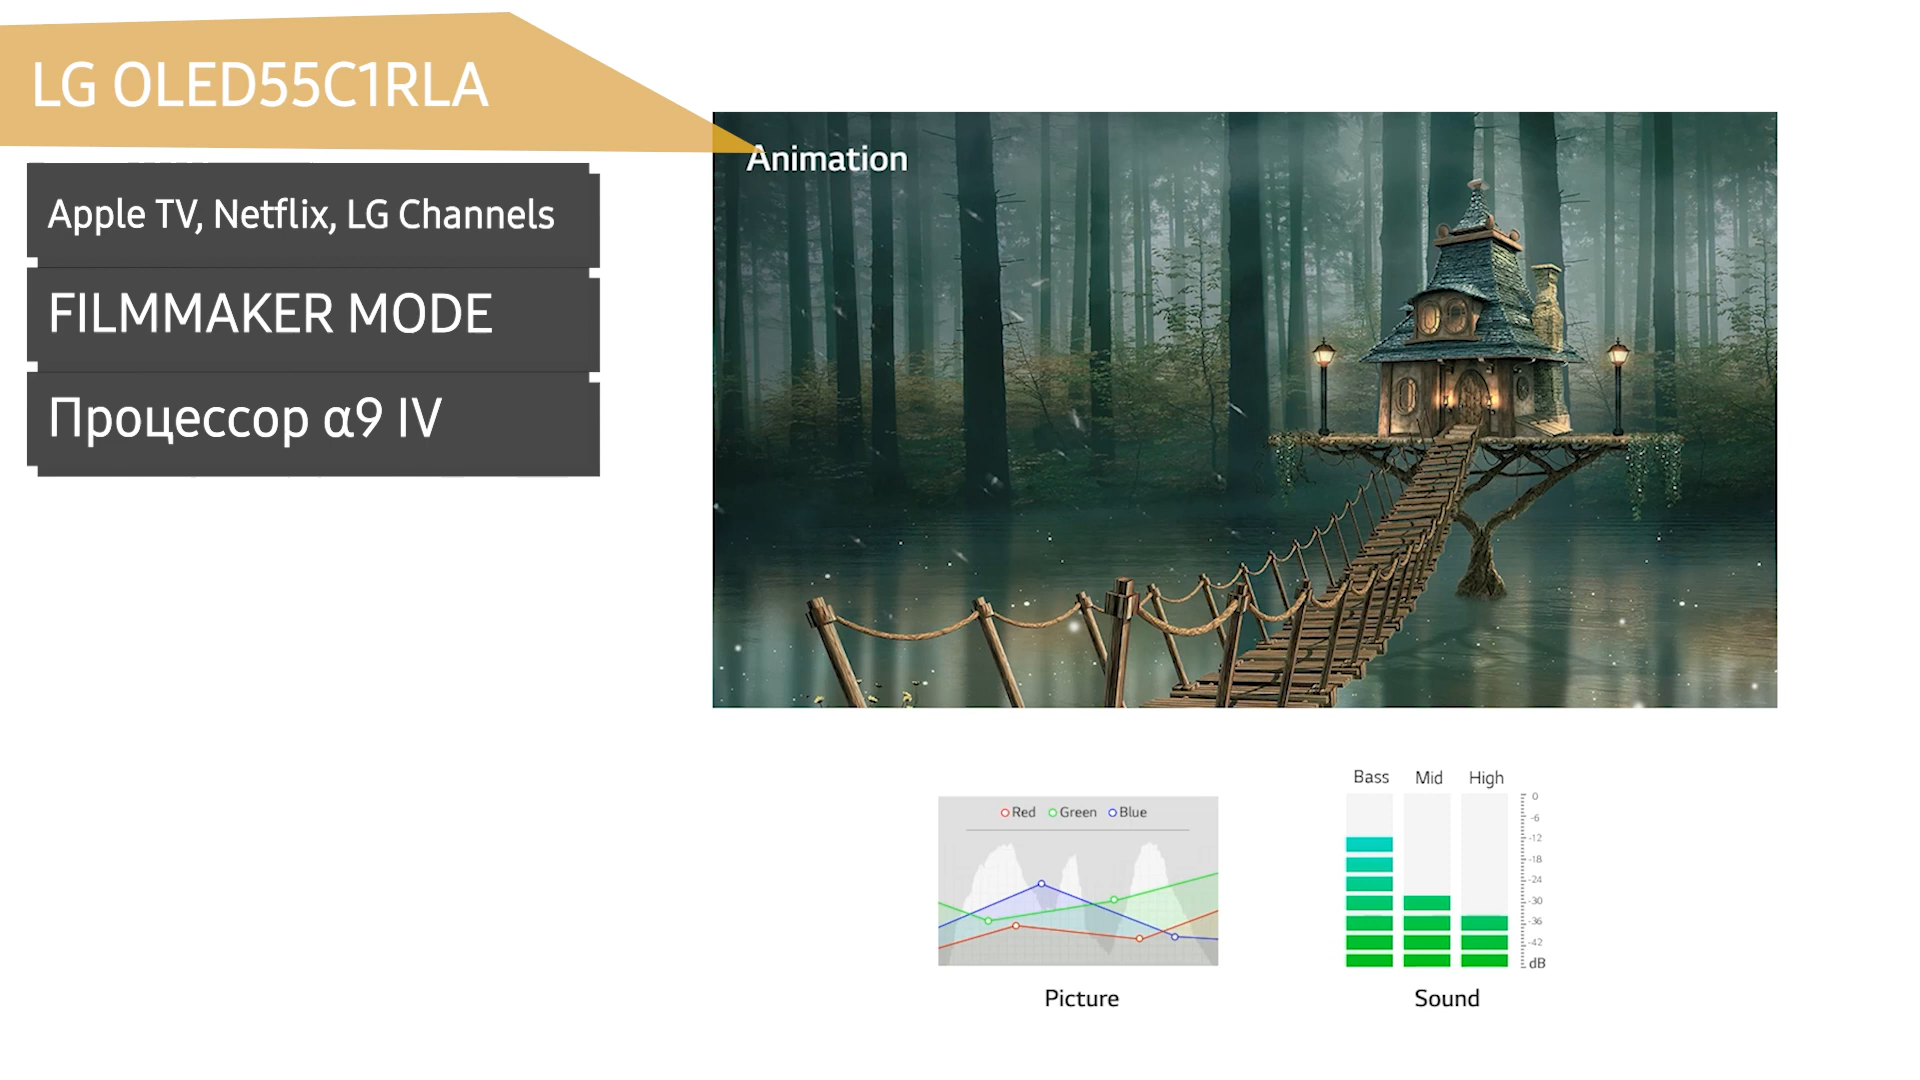 LG OLED55C1RLA
Apple TV, Netflix, LG Channels
FILMMAKER MODE
Процессор α9 IV
Animation
Red Green Blue
Picture
Bass Mid High
0
-6
-12
-18
-24
-30
-36
-42
dB
Sound